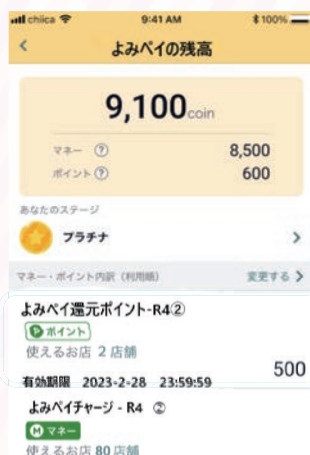 chiica 9:41 AM 100%
よみペイの残高
9,100 coin
マネー ? 8,500
ポイント ? 600
あなたのステージ
プラチナ
マネー・ポイント内訳（利用順） 変更する
よみペイ還元ポイント-R4②
P ポイント
使えるお店 2 店舗
500
有効期限 2023-2-28 23:59:59
よみペイチャージ - R4 ②
M マネー
使えるお店 80 店舗